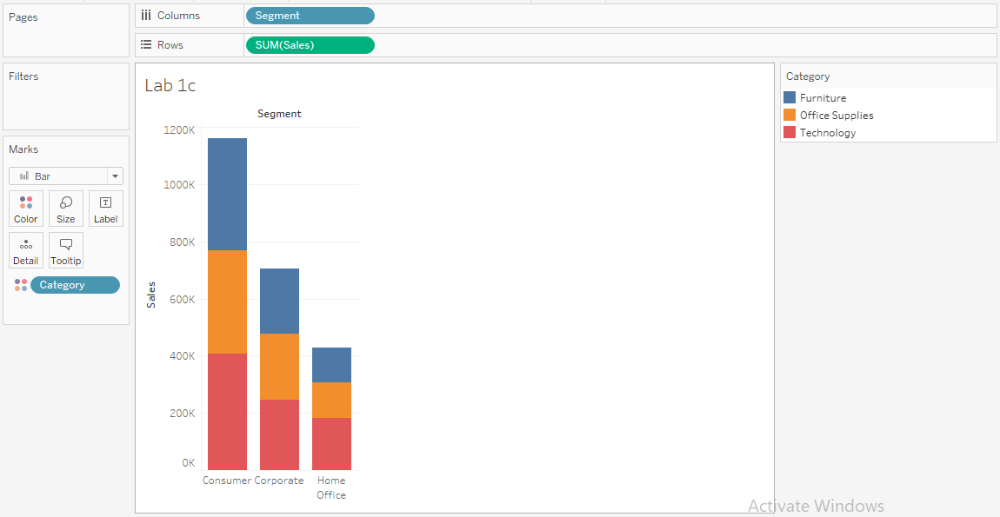 Pages
Columns
Segment
Rows
SUM(Sales)
Filters
Marks
Bar
Color
Size
Label
Detail
Tooltip
Category
Lab 1c
Segment
1200K
1000K
800K
600K
400K
200K
0K
Sales
Consumer Corporate Home
Office
Category
Furniture
Office Supplies
Technology
Activate Windows